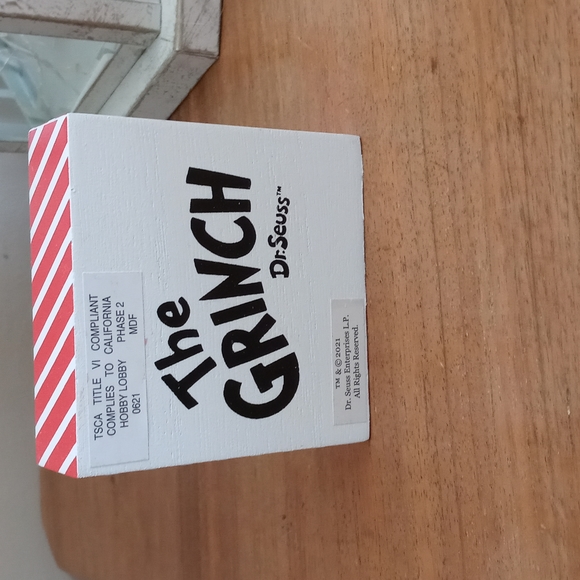 TSCA TITLE VI COMPLIANT
COMPLIES TO CALIFORNIA
HOBBY LOBBY PHASE 2
0621 MDF
The
GRINCH
Dr. Seuss™
TM & © 2021
Dr. Seuss Enterprises L.P.
All Rights Reserved.